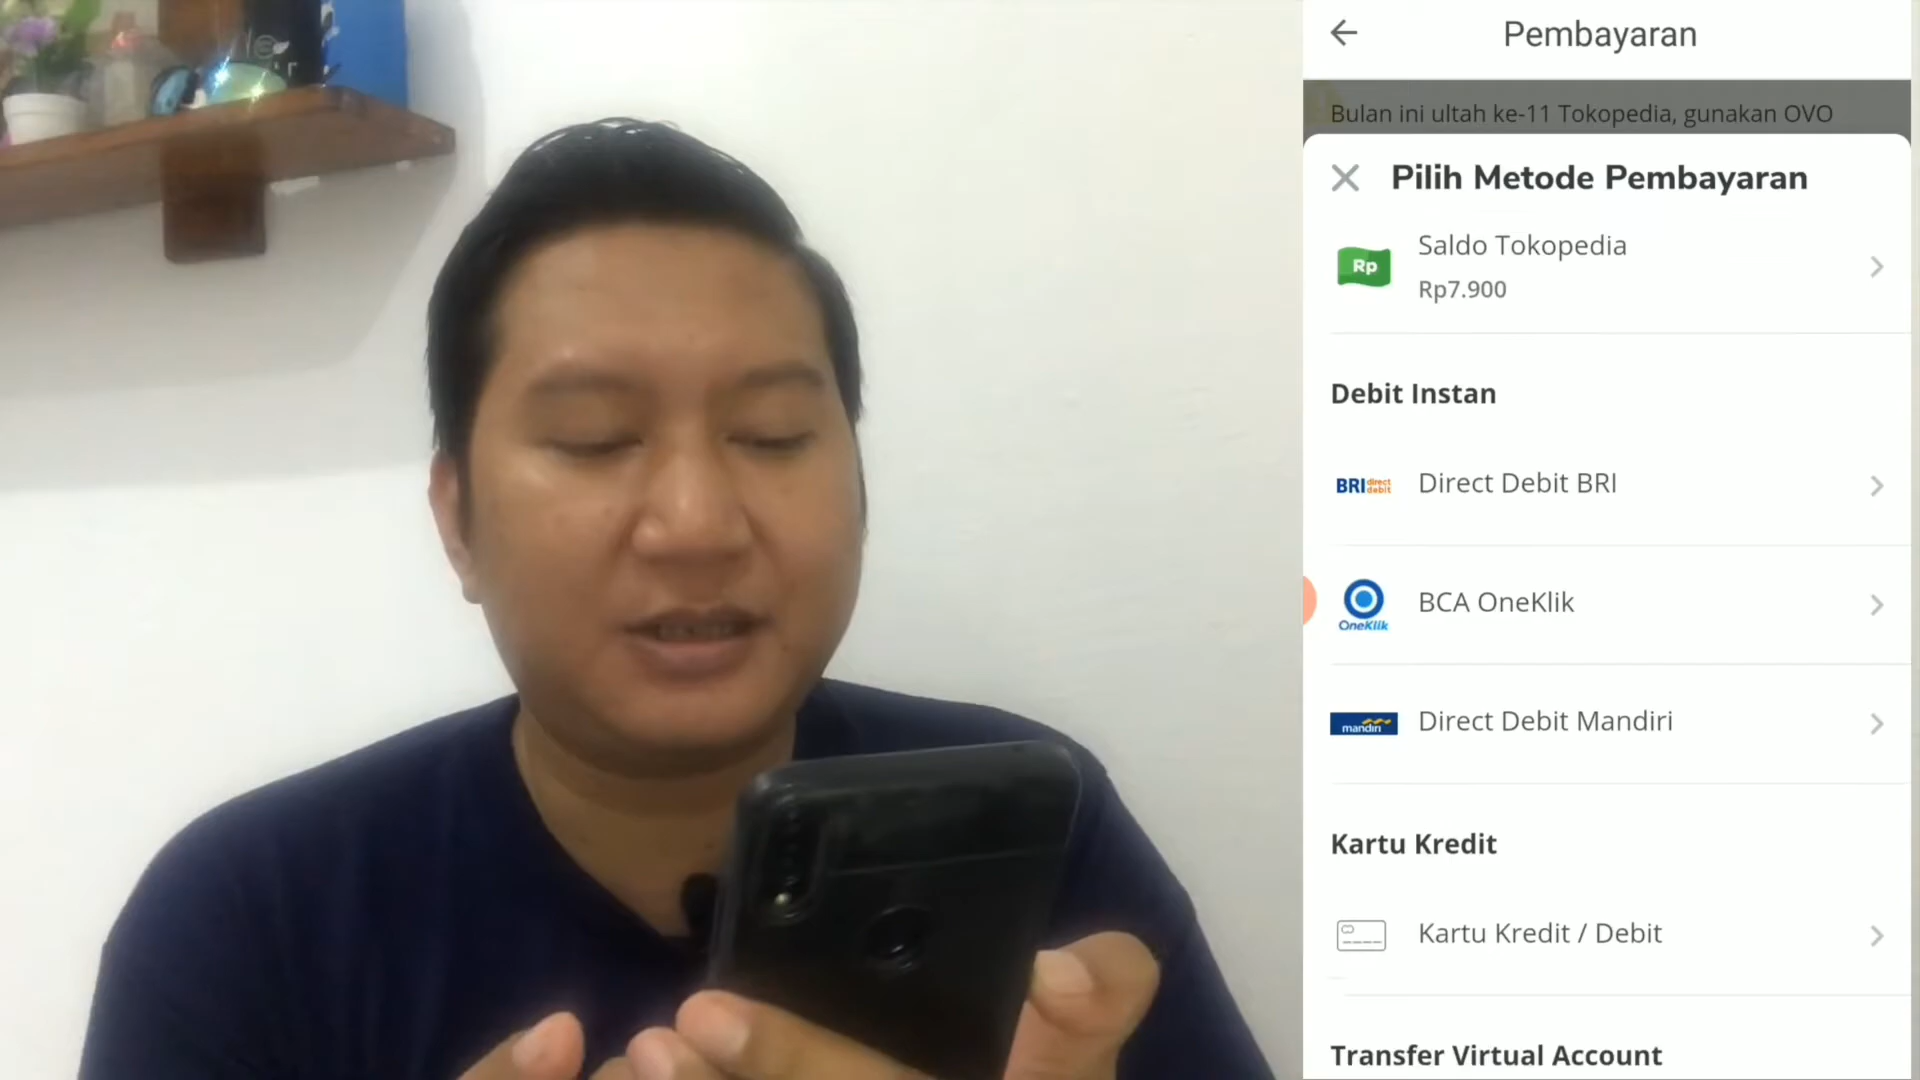 Pembayaran
Bulan ini ultah ke-11 Tokopedia, gunakan OVO
Pilih Metode Pembayaran
Rp
Saldo Tokopedia
Rp7.900
Debit Instan
BRI direct debit
Direct Debit BRI
OneKlik
BCA OneKlik
mandiri
Direct Debit Mandiri
Kartu Kredit
Kartu Kredit / Debit
Transfer Virtual Account